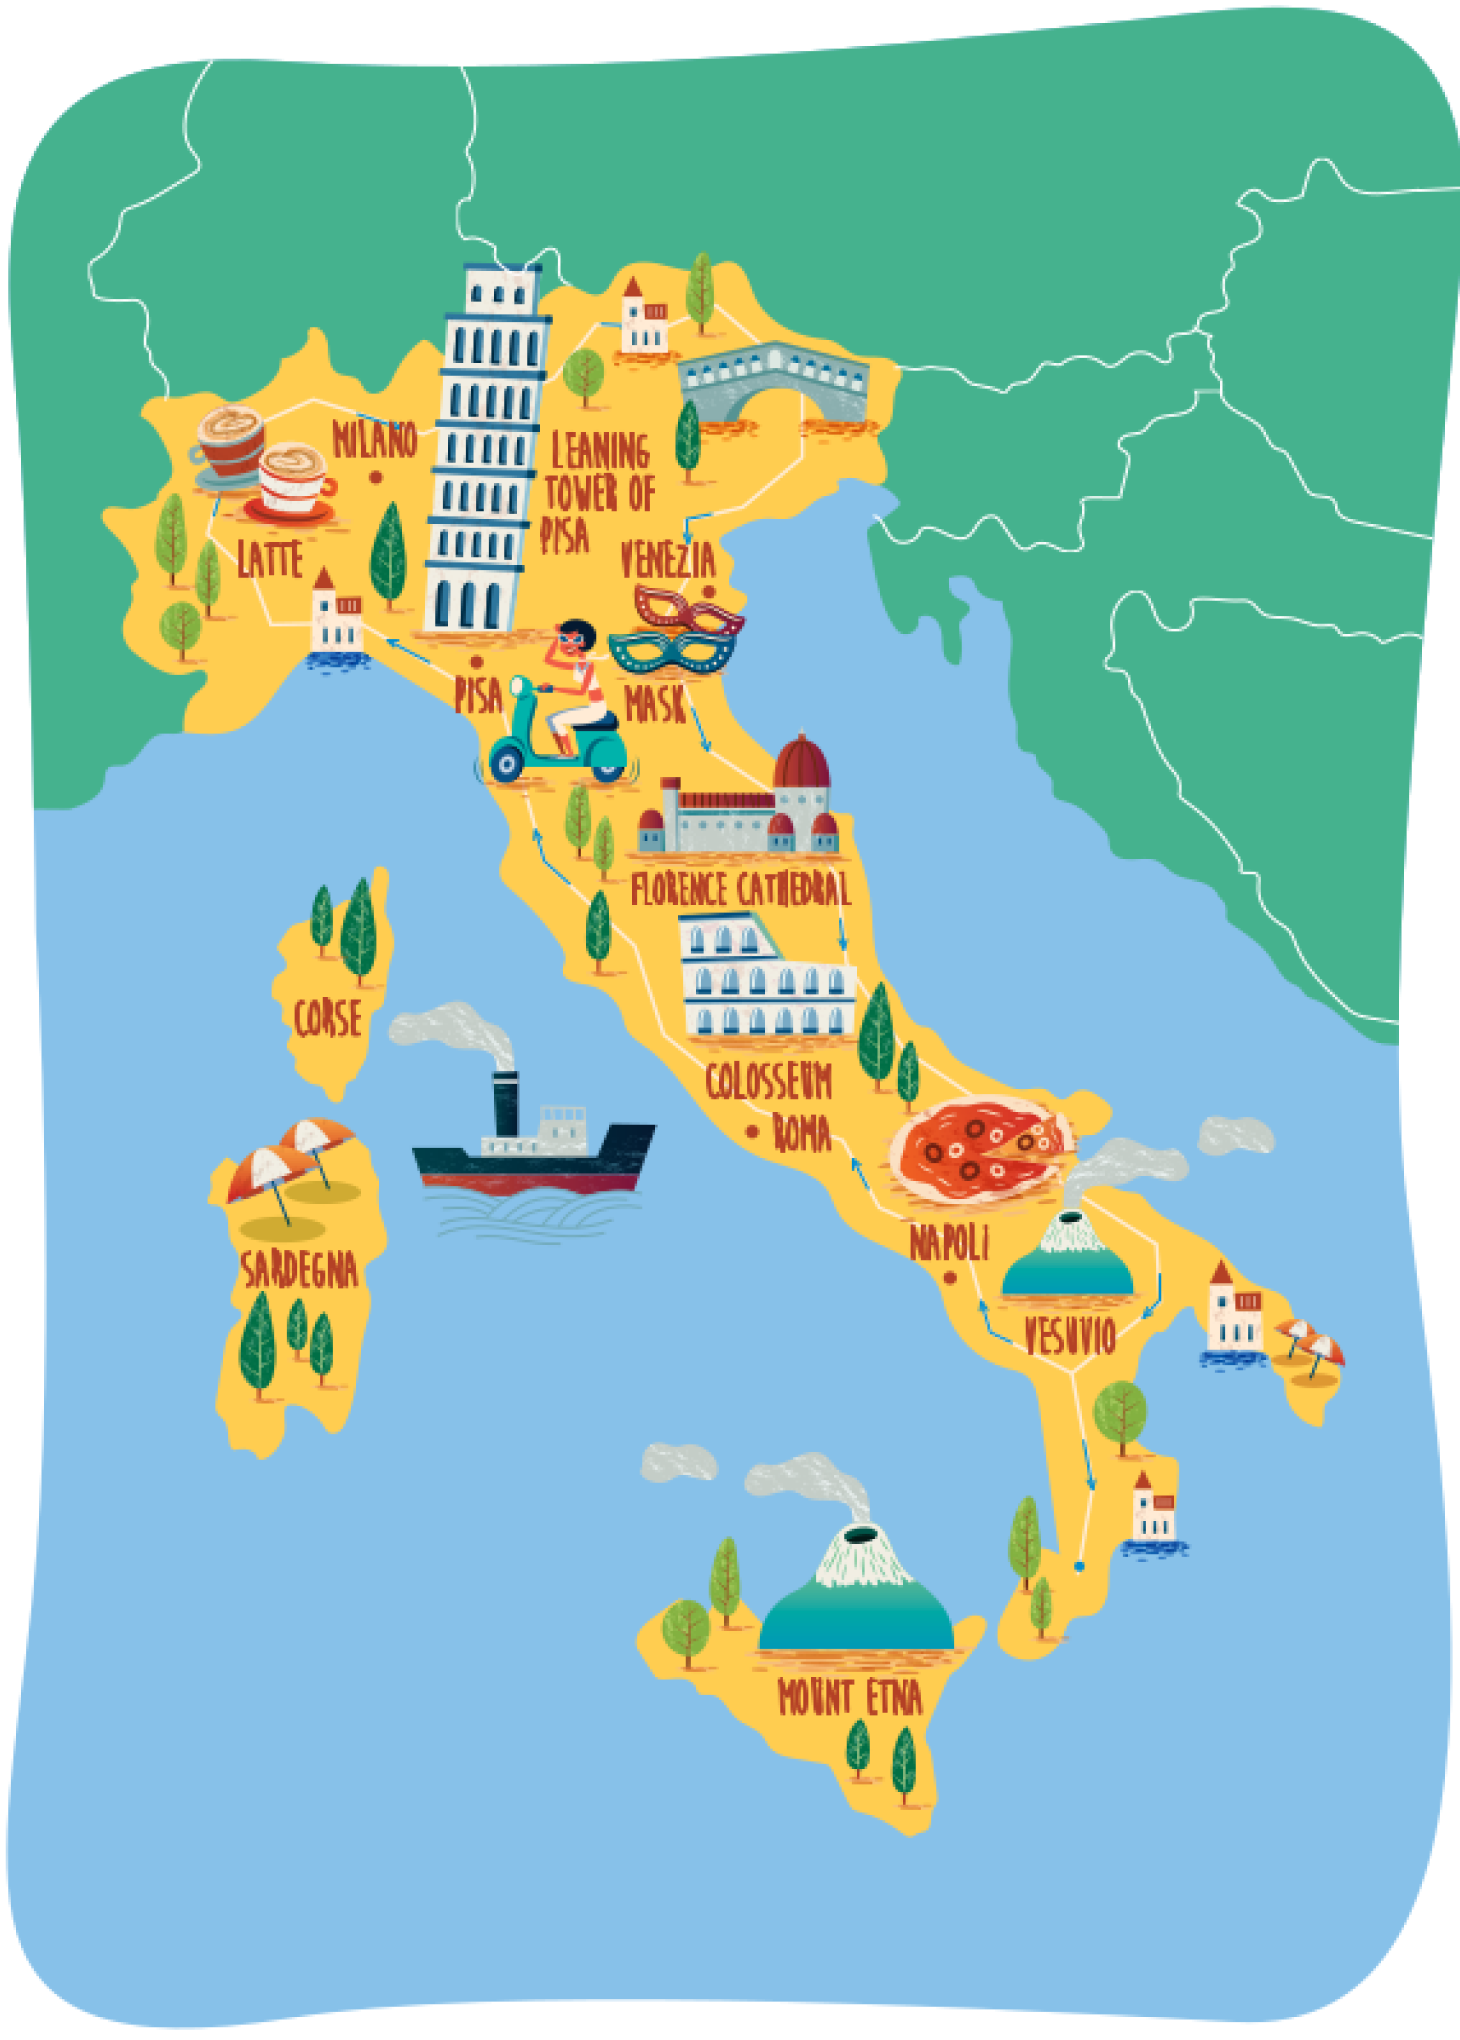 MILANO
LEANING
TOWER OF
PISA
LATTE
VENEZIA
PISA
MASK
FLORENCE CATHEDRAL
CORSE
COLOSSEUM
ROMA
NAPOLI
SARDEGNA
VESUVIO
MOUNT ETNA